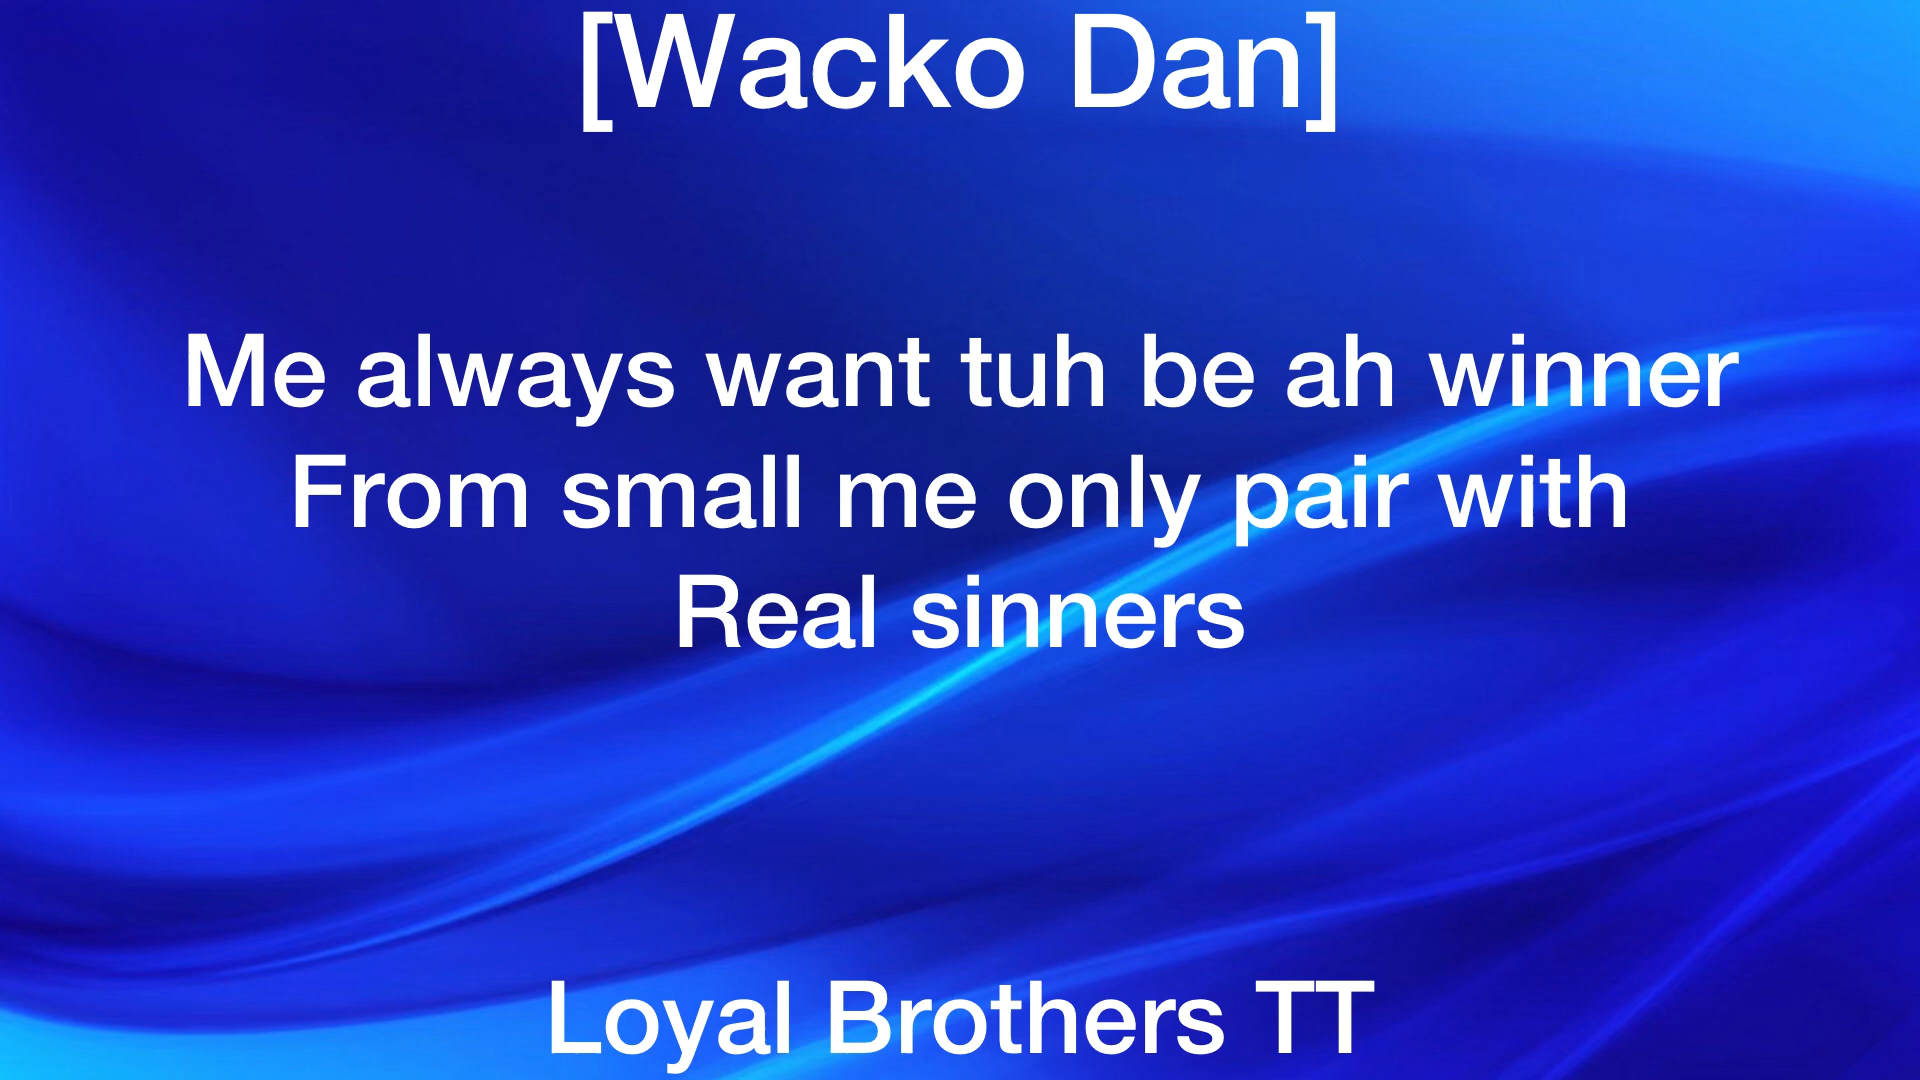 [Wacko Dan]
Me always want tuh be ah winner
From small me only pair with
Real sinners
Loyal Brothers TT